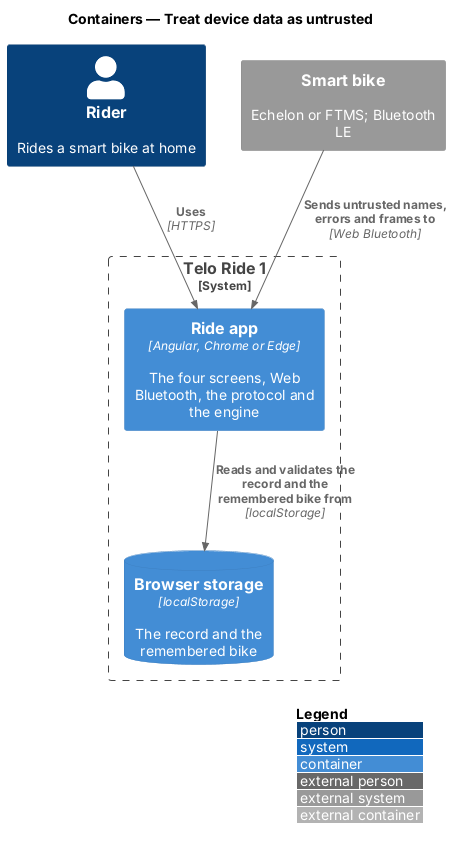 Containers — Treat device data as untrusted
Rider
Rides a smart bike at home
Smart bike
Echelon or FTMS; Bluetooth
LE
Uses
[HTTPS]
Sends untrusted names,
errors and frames to
[Web Bluetooth]
Telo Ride 1
[System]
Ride app
[Angular, Chrome or Edge]
The four screens, Web
Bluetooth, the protocol and
the engine
Reads and validates the
record and the
remembered bike from
[localStorage]
Browser storage
[localStorage]
The record and the
remembered bike
Legend
person
system
container
external person
external system
external container